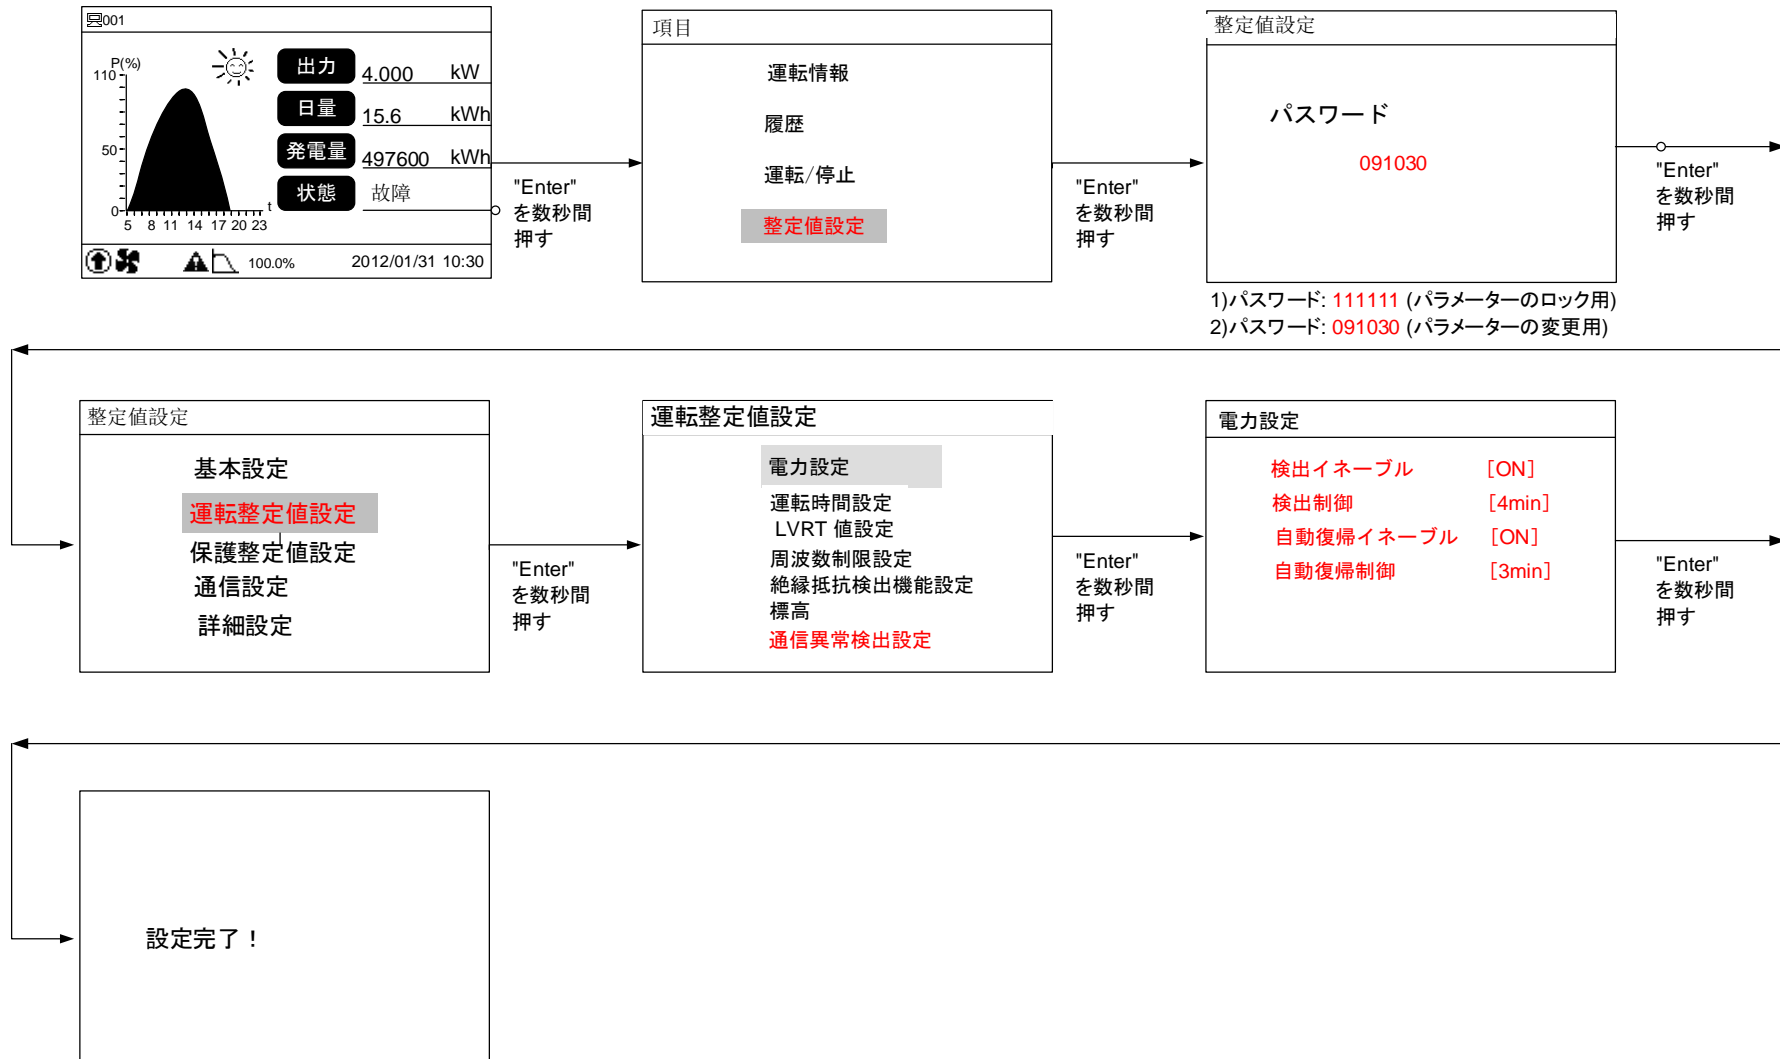 001
P(%)
110
50
0
5 8 11 14 17 20 23
t
出力 4.000 kW
日量 15.6 kWh
発電量 497600 kWh
状態 故障
100.0% 2012/01/31 10:30
"Enter"
を数秒間
押す
項目
運転情報
履歴
運転/停止
整定値設定
"Enter"
を数秒間
押す
整定値設定
パスワード
091030
1)パスワード: 111111 (パラメーターのロック用)
2)パスワード: 091030 (パラメーターの変更用)
"Enter"
を数秒間
押す
整定値設定
基本設定
運転整定値設定
保護整定値設定
通信設定
詳細設定
"Enter"
を数秒間
押す
運転整定値設定
電力設定
運転時間設定
LVRT 値設定
周波数制限設定
絶縁抵抗検出機能設定
標高
通信異常検出設定
"Enter"
を数秒間
押す
電力設定
検出イネーブル [ON]
検出制御 [4min]
自動復帰イネーブル [ON]
自動復帰制御 [3min]
"Enter"
を数秒間
押す
設定完了！